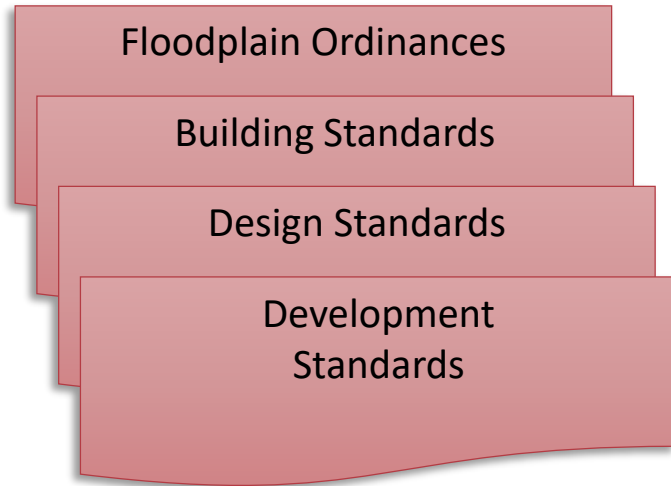 Floodplain Ordinances
Building Standards
Design Standards
Development
Standards